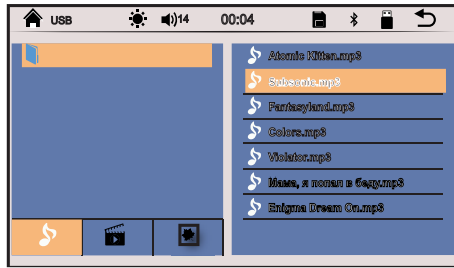 USB 14 00:04
Atomic Kitten.mp3
Subsonic.mp3
Fantasyland.mp3
Colors.mp3
Violator.mp3
Мама, я попал в беду.mp3
Enigma Dream On.mp3